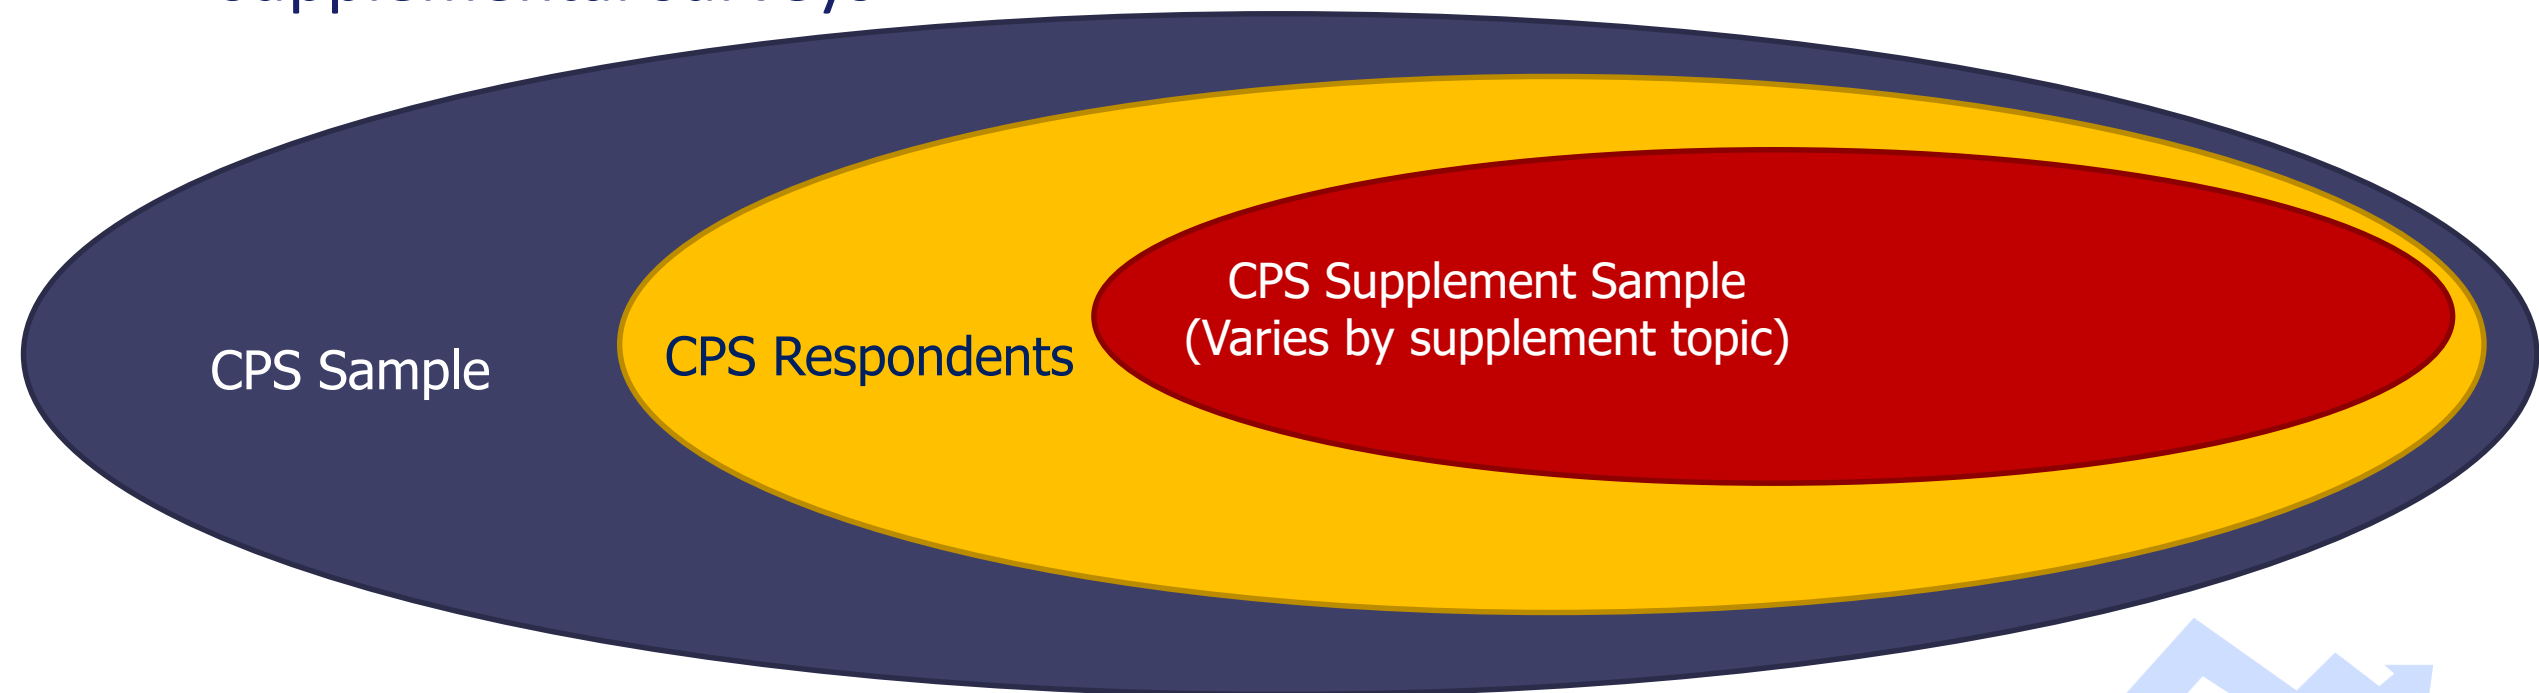 CPS Sample
CPS Respondents
CPS Supplement Sample
(Varies by supplement topic)